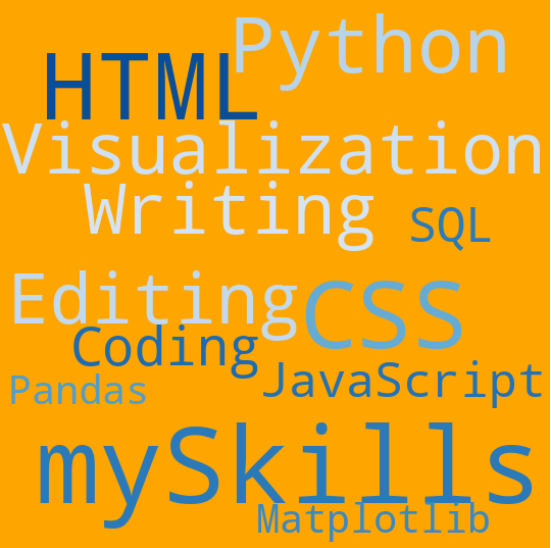 Python
HTML
Visualization
Writing
SQL
Editing
CSS
Coding
JavaScript
Pandas
mySkills
Matplotlib